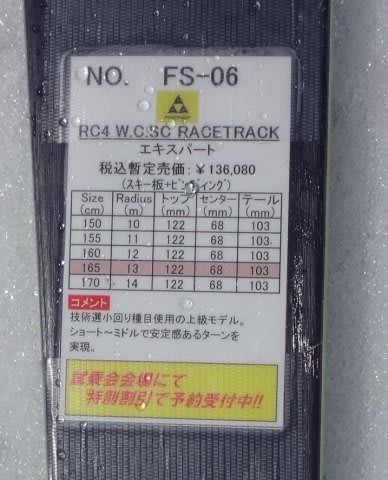 NO. FS-06
RC4 W.C.SC RACETRACK
エキスパート
税込暫定売価：￥136,080
(スキー板+ビンディング)
Size (cm) Radius (m) トップ (mm) センター (mm) テール (mm)
150 10 122 68 103
155 11 122 68 103
160 12 122 68 103
165 13 122 68 103
170 14 122 68 103
コメント
技術選小回り種目使用の上級モデル。
ショート～ミドルで安定感あるターンを
実現。
試乗会会場にて
特別割引で予約受付中!!